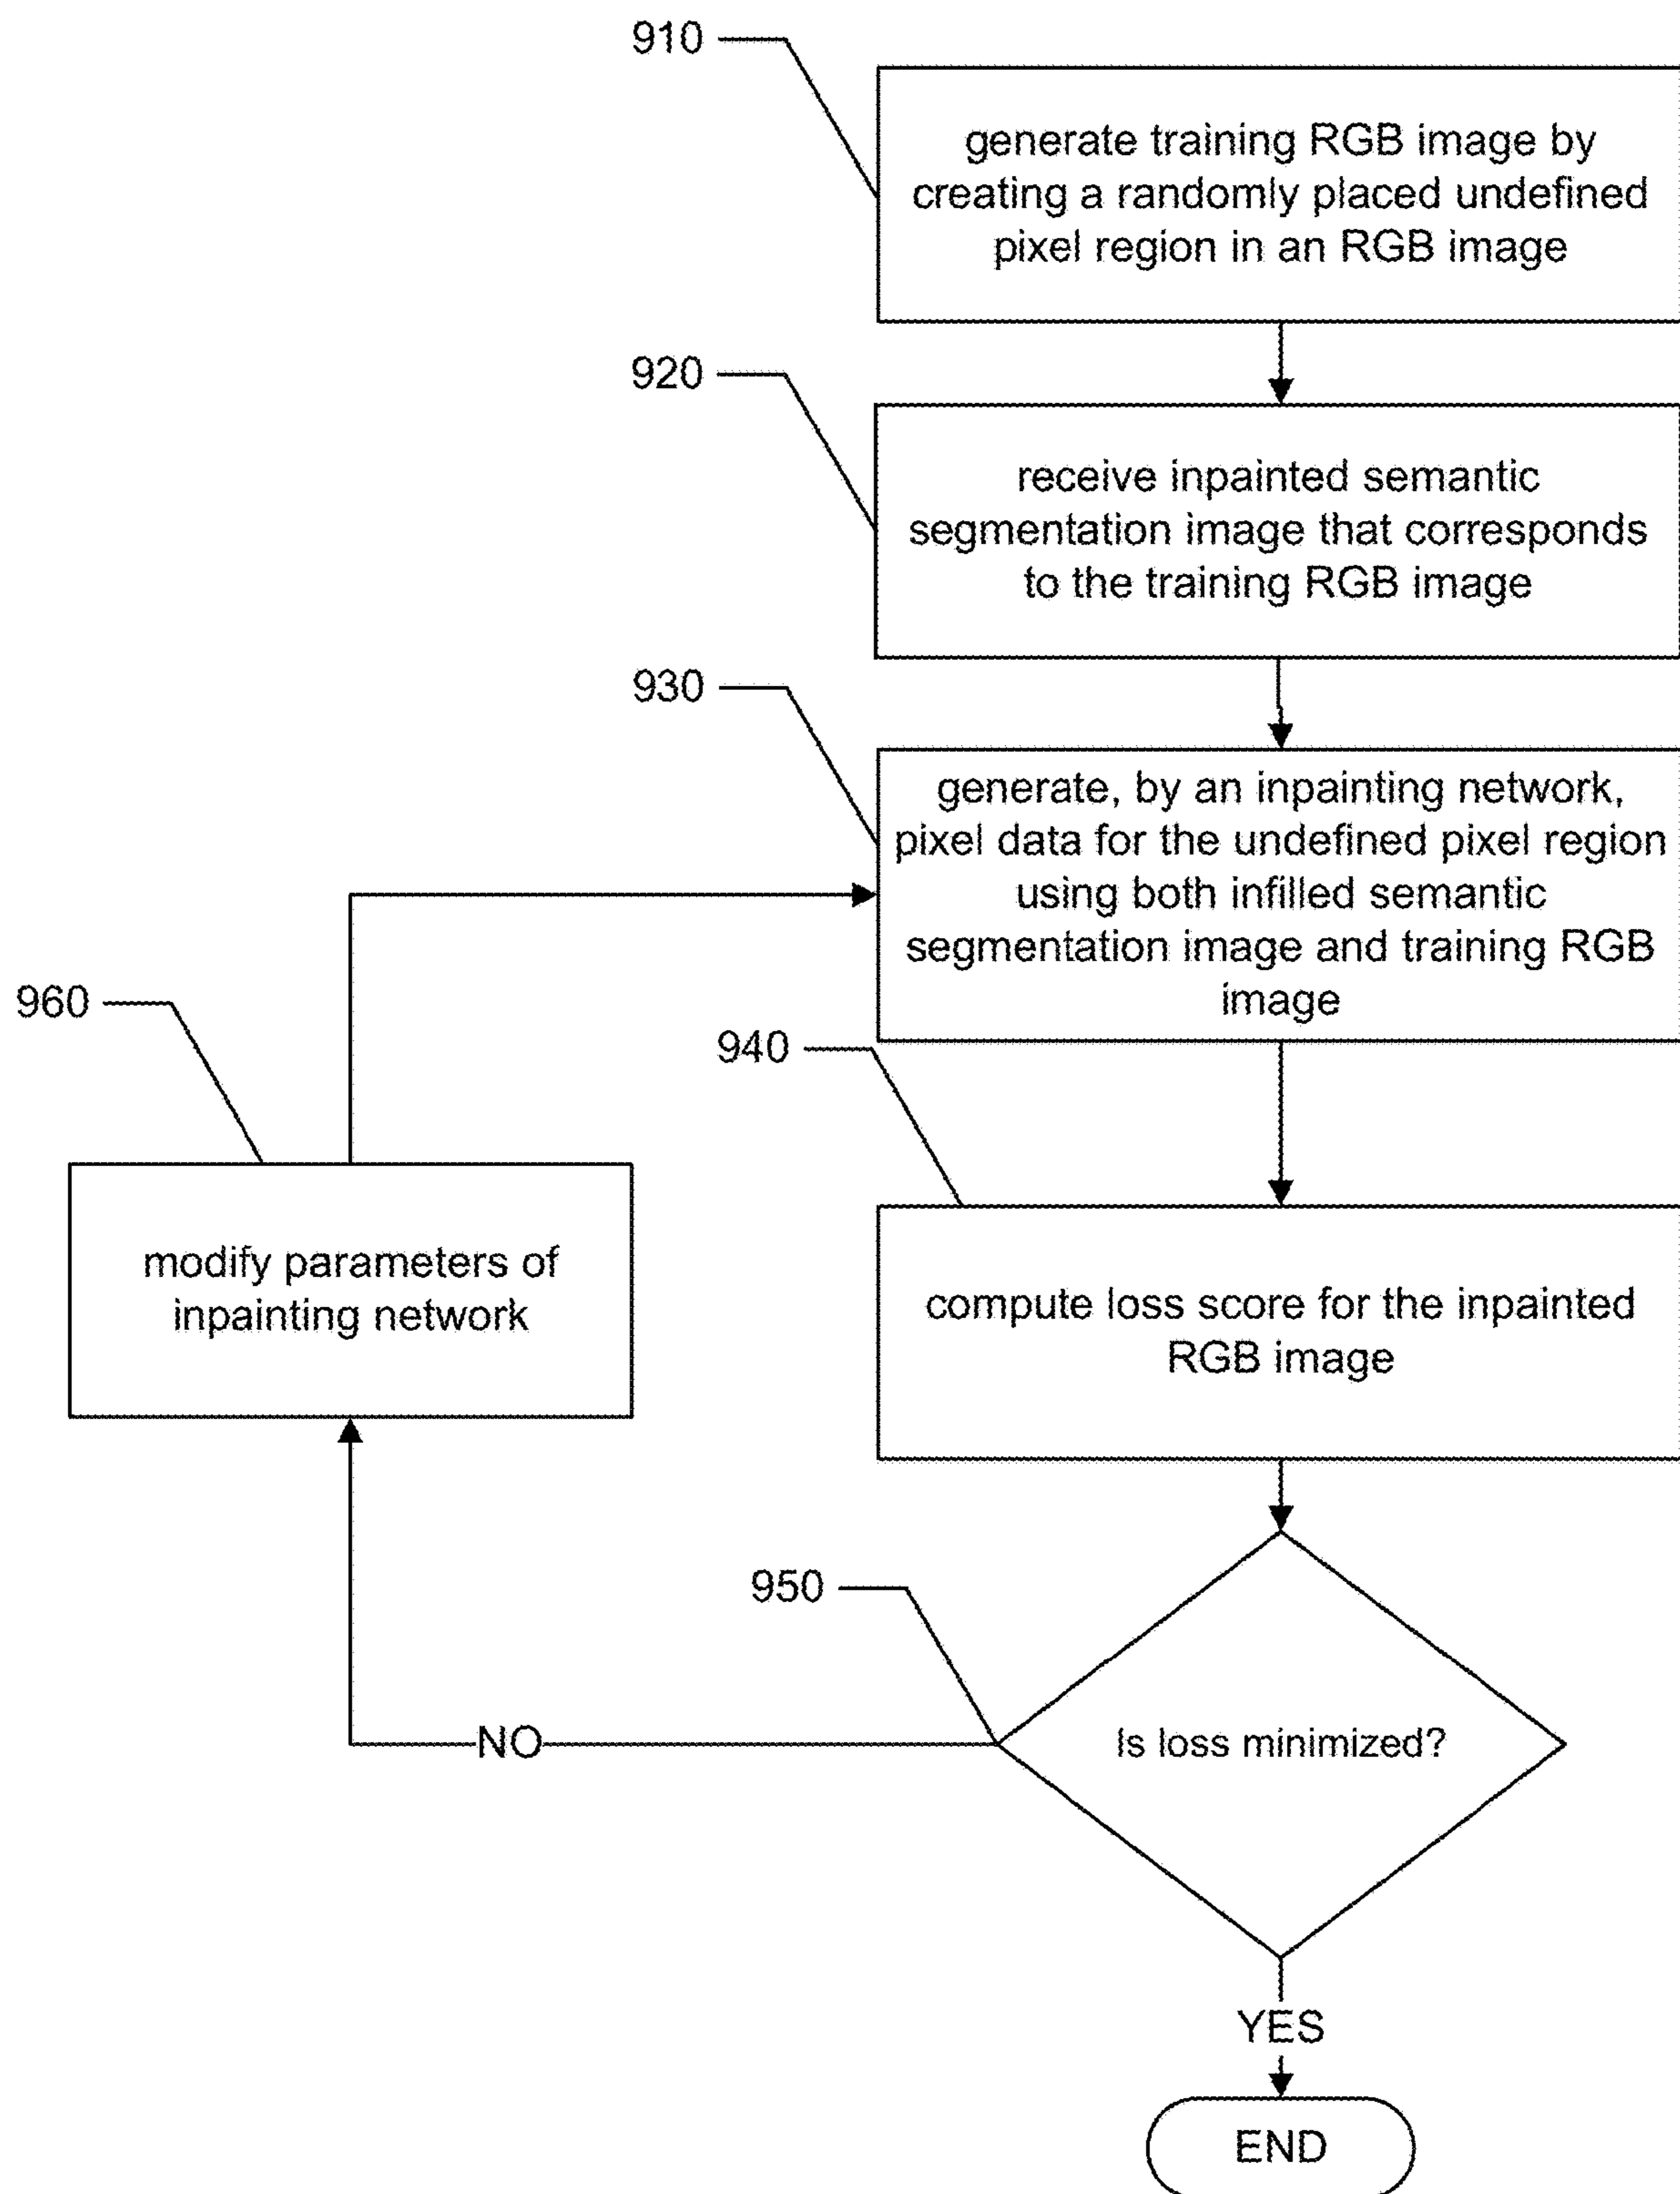 910
generate training RGB image by
creating a randomly placed undefined
pixel region in an RGB image
920
receive inpainted semantic
segmentation image that corresponds
to the training RGB image
930
generate, by an inpainting network,
pixel data for the undefined pixel region
using both infilled semantic
segmentation image and training RGB
image
960
940
modify parameters of
inpainting network
compute loss score for the inpainted
RGB image
950
NO
Is loss minimized?
YES
END